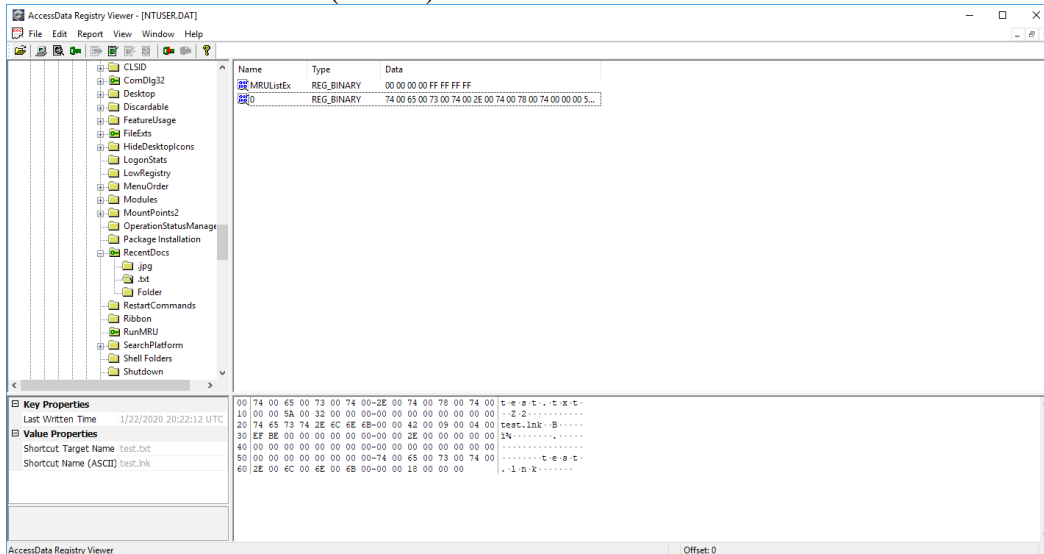 AccessData Registry Viewer - [NTUSER.DAT]
File Edit Report View Window Help
CLSID
ComDlg32
Desktop
Discardable
FeatureUsage
FileExts
HideDesktopIcons
LogonStats
LowRegistry
MenuOrder
Modules
MountPoints2
OperationStatusManage
Package Installation
RecentDocs
.jpg
.txt
Folder
RestartCommands
Ribbon
RunMRU
SearchPlatform
Shell Folders
Shutdown
Name Type Data
MRUListEx REG_BINARY 00 00 00 00 FF FF FF FF
0 REG_BINARY 74 00 65 00 73 00 74 00 2E 00 74 00 78 00 74 00 00 00 5...
Key Properties
Last Written Time 1/22/2020 20:22:12 UTC
Value Properties
Shortcut Target Name test.txt
Shortcut Name (ASCII) test.lnk
00 74 00 65 00 73 00 74 00-2E 00 74 00 78 00 74 00 t·e·s·t·.·t·x·t·
10 00 00 5A 00 32 00 00 00-00 00 00 00 00 00 00 00 ··Z·2···········
20 74 65 73 74 2E 6C 6E 6B-00 00 42 00 09 00 04 00 test.lnk··B·····
30 EF BE 00 00 00 00 00 00-00 00 2E 00 00 00 00 00 ï¾········.·····
40 00 00 00 00 00 00 00 00-00 00 00 00 00 00 00 00 ················
50 00 00 00 00 00 00 00 00-74 00 65 00 73 00 74 00 ········t·e·s·t·
60 2E 00 6C 00 6E 00 6B 00-00 00 18 00 00 00 .·l·n·k·······
AccessData Registry Viewer Offset: 0